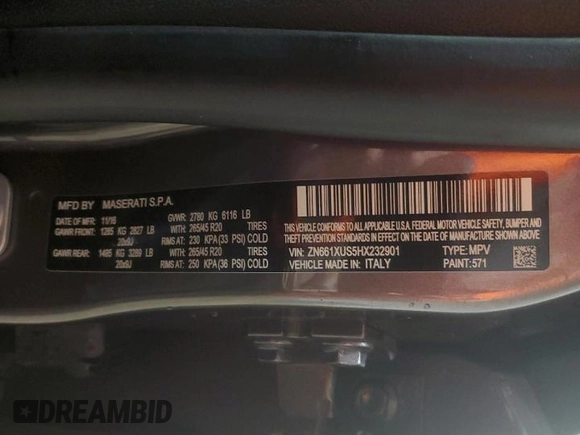 MFD BY MASERATI S.P.A.
DATE OF MFR: 11/16 GVWR: 2780 KG 6116 LB
GAWR FRONT: 1285 KG 2827 LB WITH 265/45 R20 TIRES
20x9J RIMS AT: 230 KPA (33 PSI) COLD
GAWR REAR: 1495 KG 3289 LB WITH 265/45 R20 TIRES
20x9J RIMS AT: 250 KPA (36 PSI) COLD
THIS VEHICLE CONFORMS TO ALL APPLICABLE U.S.A. FEDERAL MOTOR VEHICLE SAFETY, BUMPER AND
THEFT PREVENTION STANDARDS IN EFFECT ON THE DATE OF MANUFACTURE SHOWN ABOVE.
VIN: ZN661XUS5HX232901 TYPE: MPV
VEHICLE MADE IN: ITALY PAINT: 571
DREAMBID